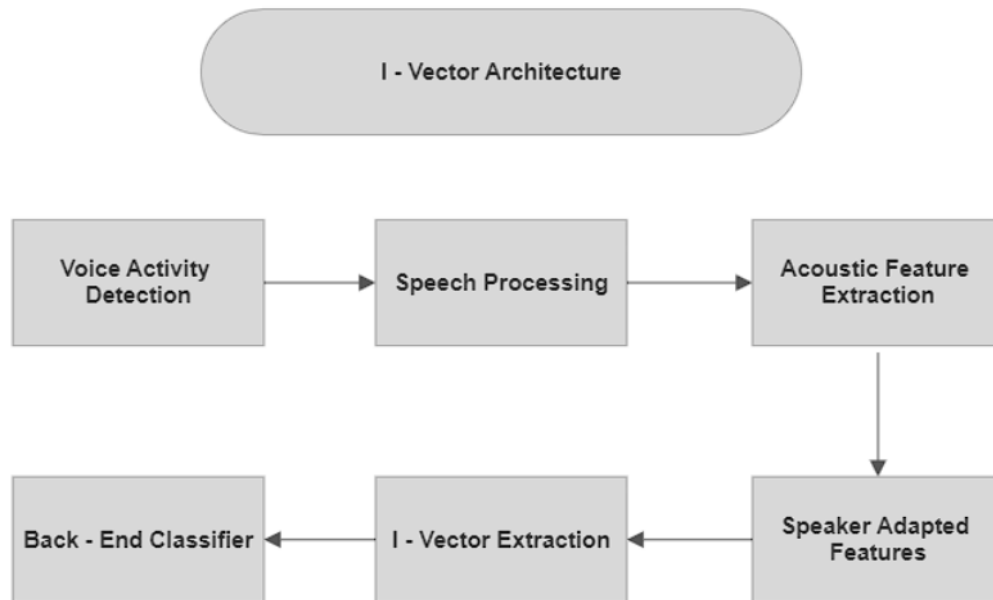 I - Vector Architecture
Voice Activity
Detection
Speech Processing
Acoustic Feature
Extraction
Speaker Adapted
Features
I - Vector Extraction
Back - End Classifier